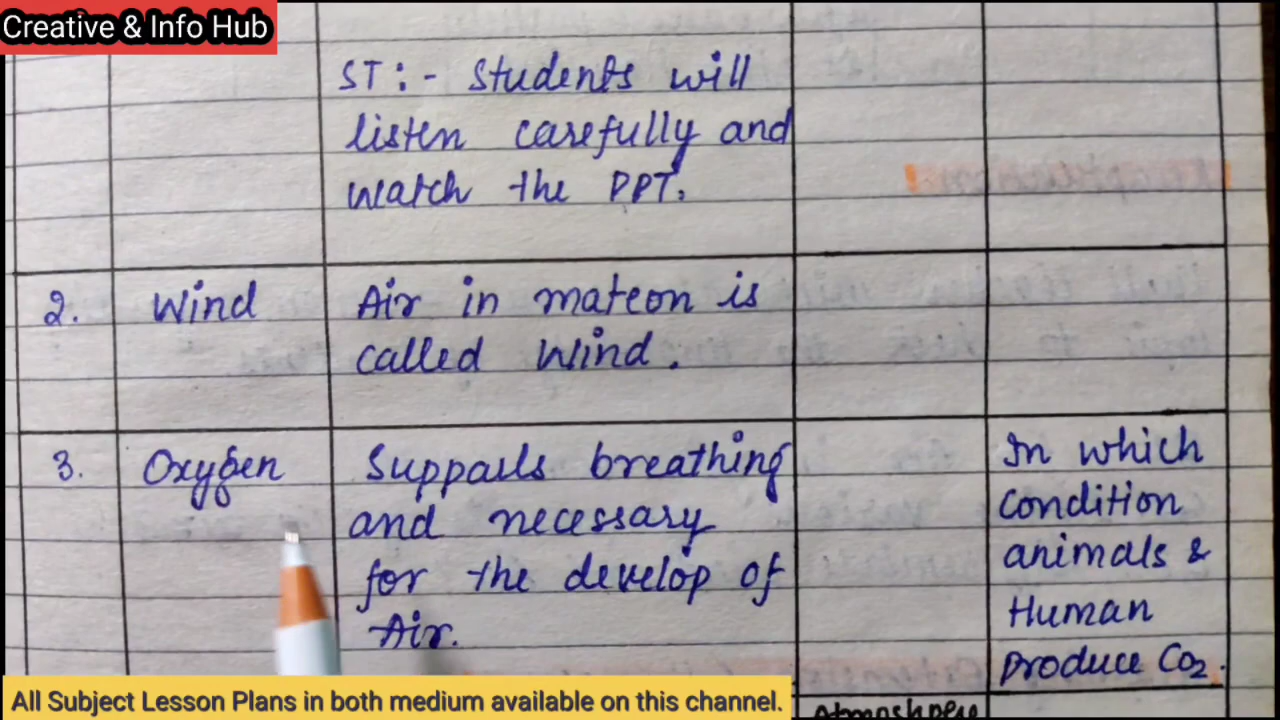 Creative & Info Hub
ST:- Students will
listen carefully and
watch the PPT.
2. Wind Air in mateon is
called Wind.
3. Oxygen Suppails breathing
and necessary
for the develop of
Air.
In which
condition
animals &
Human
Produce Co2.
All Subject Lesson Plans in both medium available on this channel.